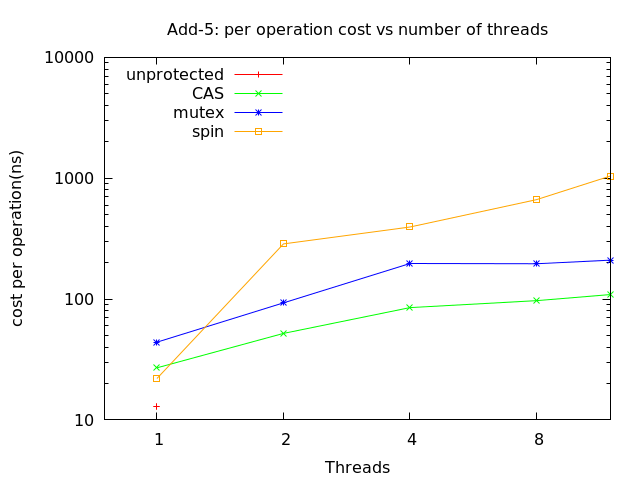 Add-5: per operation cost vs number of threads
10000
unprotected
CAS
mutex
spin
1000
100
10
cost per operation(ns)
1 2 4 8
Threads